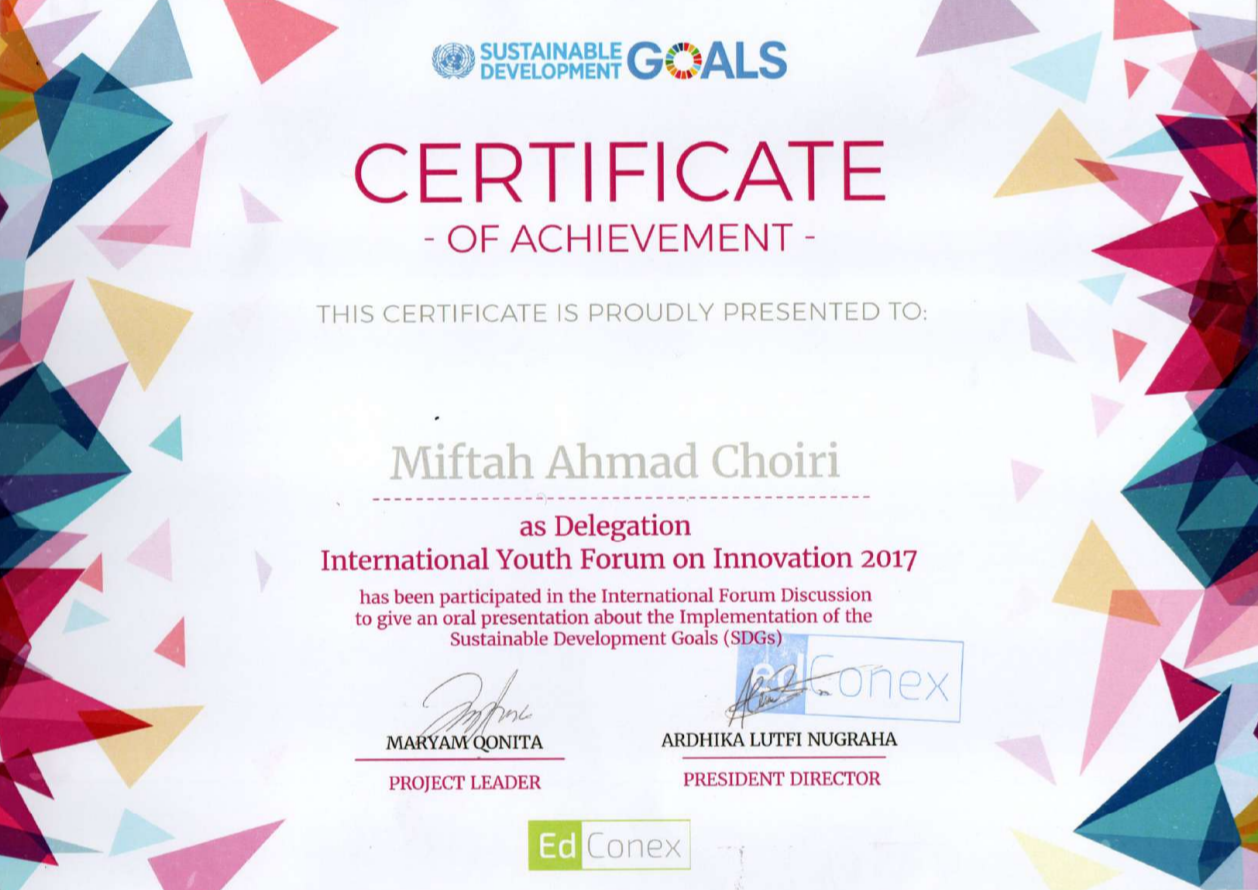 SUSTAINABLE
DEVELOPMENT
GOALS
CERTIFICATE
- OF ACHIEVEMENT -
THIS CERTIFICATE IS PROUDLY PRESENTED TO:
Miftah Ahmad Choiri
as Delegation
International Youth Forum on Innovation 2017
has been participated in the International Forum Discussion
to give an oral presentation about the Implementation of the
Sustainable Development Goals (SDGs)
edConex
MARYAM QONITA
ARDHIKA LUTFI NUGRAHA
PROJECT LEADER
PRESIDENT DIRECTOR
Ed Conex